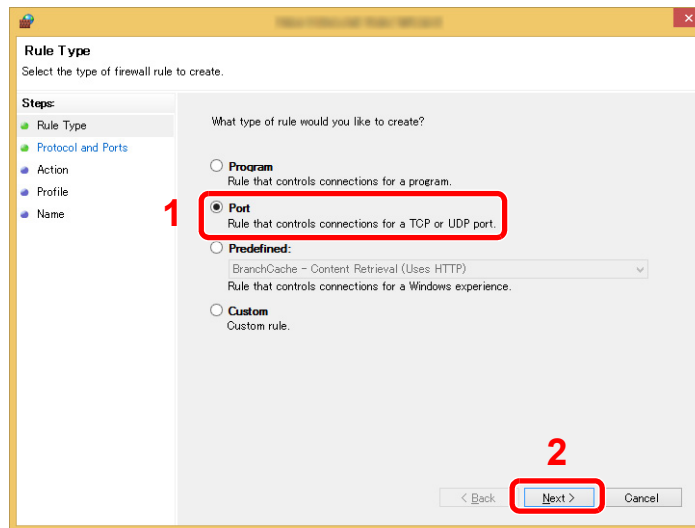 Rule Type
Select the type of firewall rule to create.
Steps:
Rule Type
Protocol and Ports
Action
Profile
Name
What type of rule would you like to create?
Program
Rule that controls connections for a program.
1
Port
Rule that controls connections for a TCP or UDP port.
Predefined:
BranchCache - Content Retrieval (Uses HTTP)
Rule that controls connections for a Windows experience.
Custom
Custom rule.
2
< Back Next > Cancel